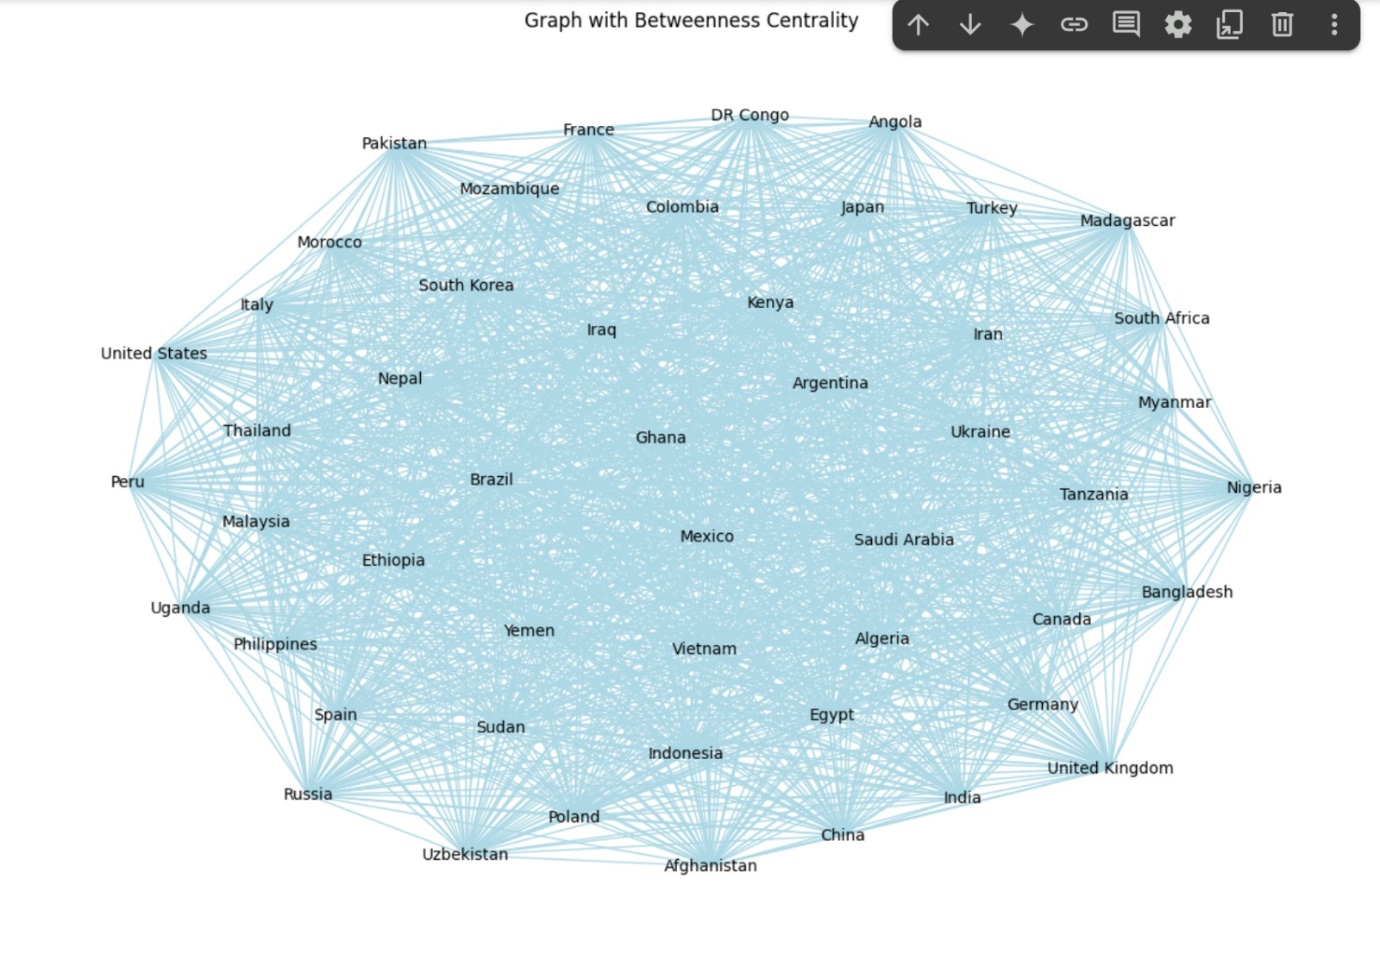 Graph with Betweenness Centrality
DR Congo
Angola
France
Pakistan
Mozambique
Colombia
Japan
Turkey
Madagascar
Morocco
South Korea
Italy
Kenya
South Africa
Iraq
Iran
United States
Nepal
Argentina
Myanmar
Thailand
Ghana
Ukraine
Peru
Brazil
Tanzania
Nigeria
Malaysia
Mexico
Saudi Arabia
Ethiopia
Bangladesh
Uganda
Canada
Philippines
Yemen
Vietnam
Algeria
Germany
Spain
Sudan
Egypt
Indonesia
United Kingdom
Russia
India
Poland
China
Uzbekistan
Afghanistan